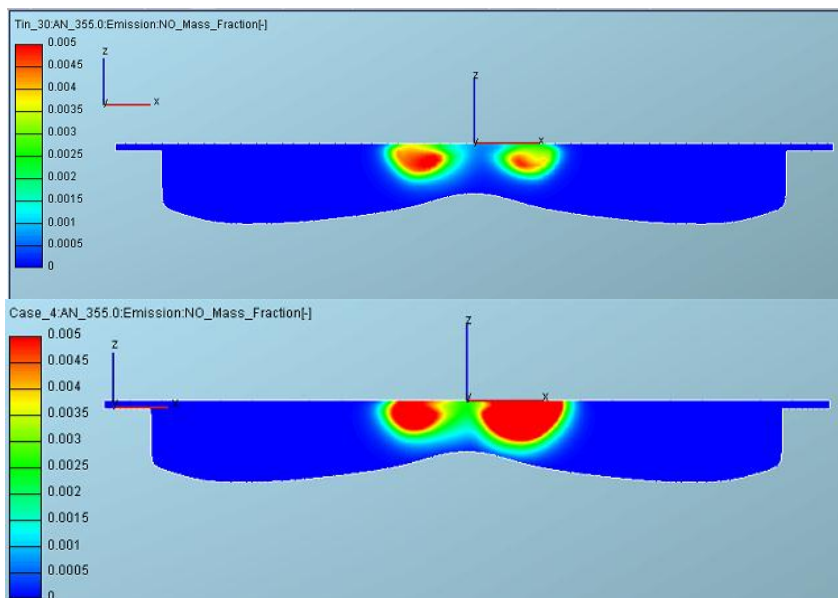 Tin_30:AN_355.0:Emission:NO_Mass_Fraction[-]
0.005
0.0045
0.004
0.0035
0.003
0.0025
0.002
0.0015
0.001
0.0005
0
z
y
x
z
y
x
Case_4:AN_355.0:Emission:NO_Mass_Fraction[-]
0.005
0.0045
0.004
0.0035
0.003
0.0025
0.002
0.0015
0.001
0.0005
0
z
y
x
z
y
x